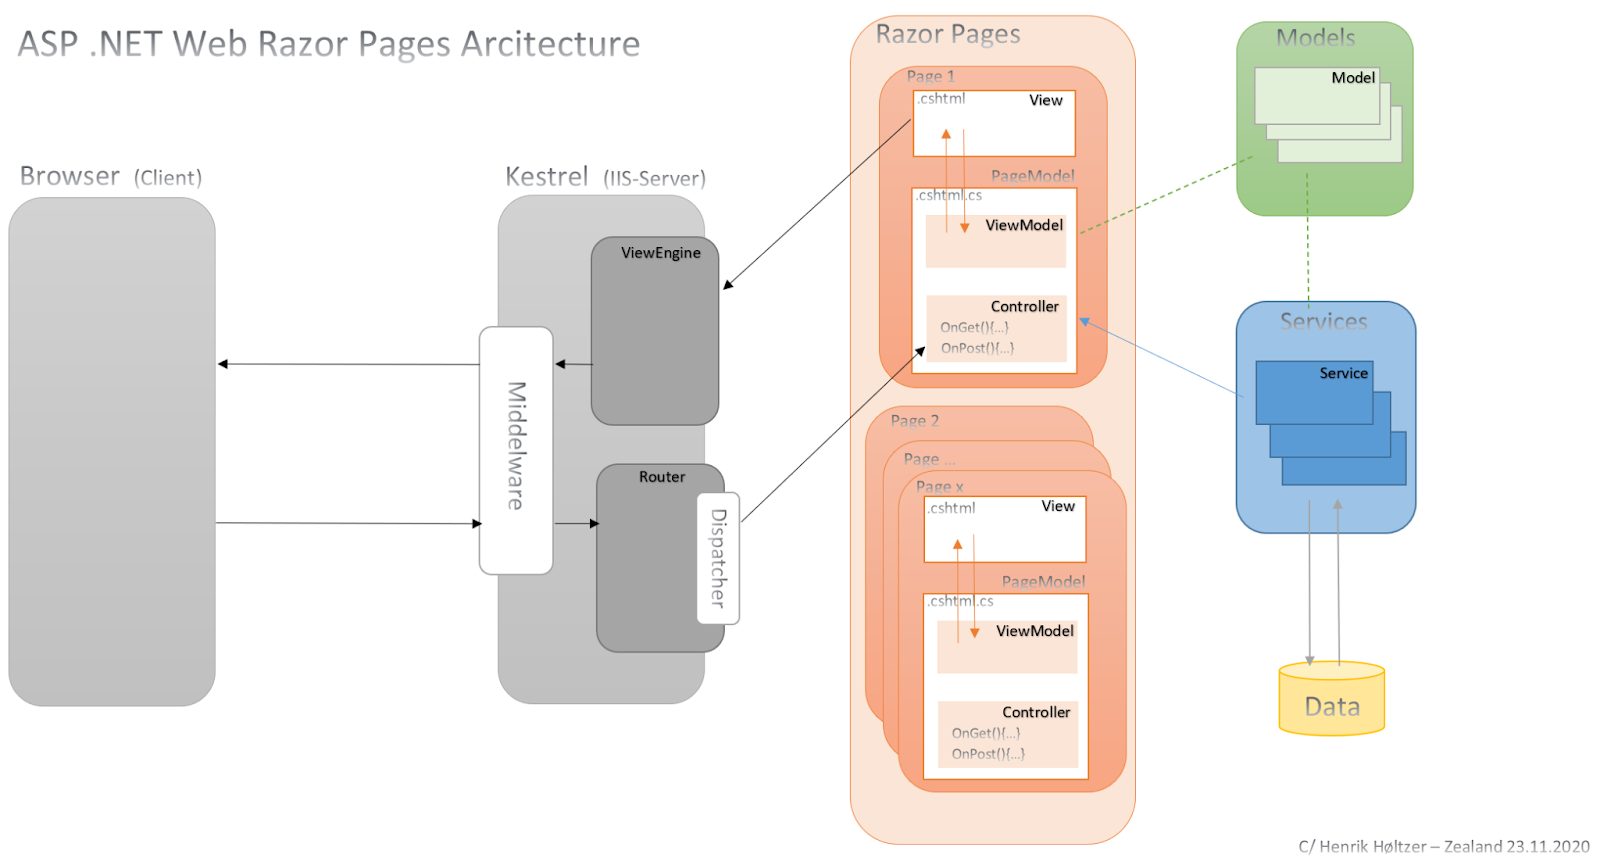 ASP .NET Web Razor Pages Arcitecture
Browser (Client)
Kestrel (IIS-Server)
ViewEngine
Middelware
Router
Dispatcher
Razor Pages
Page 1
.cshtml
View
PageModel
.cshtml.cs
ViewModel
Controller
OnGet(){...}
OnPost(){...}
Page 2
Page ...
Page x
.cshtml
View
PageModel
.cshtml.cs
ViewModel
Controller
OnGet(){...}
OnPost(){...}
Models
Model
Services
Service
Data
C/ Henrik Høltzer – Zealand 23.11.2020